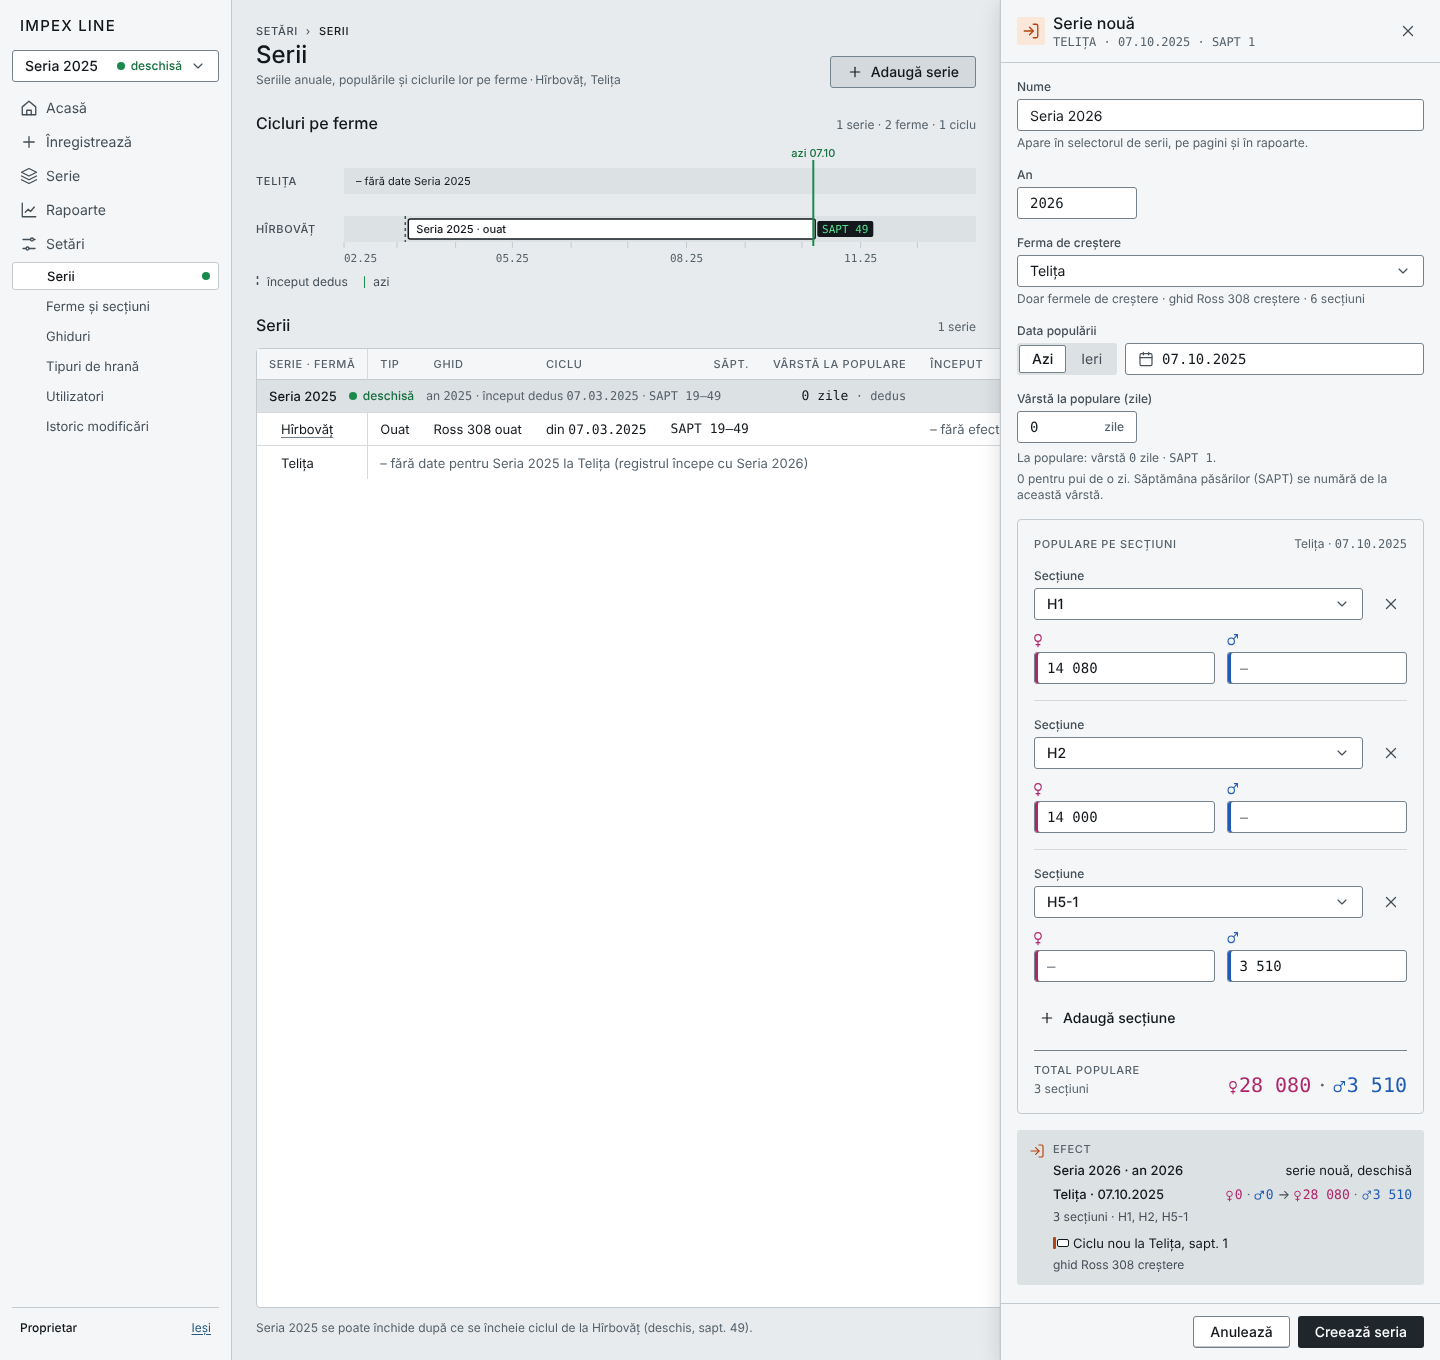 IMPEX LINE
Seria 2025 deschisă
Acasă
Înregistrează
Serie
Rapoarte
Setări
Serii
Ferme și secțiuni
Ghiduri
Tipuri de hrană
Utilizatori
Istoric modificări
Proprietar Ieși
SETĂRI › SERII
Serii
Seriile anuale, populările și ciclurile lor pe ferme · Hîrbovăț, Telița
Adaugă serie
Cicluri pe ferme
1 serie · 2 ferme · 1 ciclu
azi 07.10
TELIȚA
– fără date Seria 2025
HÎRBOVĂȚ
Seria 2025 · ouat
SAPT 49
02.25 05.25 08.25 11.25
început dedus azi
Serii
1 serie
SERIE · FERMĂ TIP GHID CICLU SĂPT. VÂRSTĂ LA POPULARE ÎNCEPUT
Seria 2025 deschisă an 2025 · început dedus 07.03.2025 · SAPT 19–49 0 zile · dedus
Hîrbovăț Ouat Ross 308 ouat din 07.03.2025 SAPT 19–49 – fără efect
Telița – fără date pentru Seria 2025 la Telița (registrul începe cu Seria 2026)
Seria 2025 se poate închide după ce se încheie ciclul de la Hîrbovăț (deschis, sapt. 49).
Serie nouă
TELIȚA · 07.10.2025 · SAPT 1
Nume
Seria 2026
Apare în selectorul de serii, pe pagini și în rapoarte.
An
2026
Ferma de creștere
Telița
Doar fermele de creștere · ghid Ross 308 creștere · 6 secțiuni
Data populării
Azi Ieri 07.10.2025
Vârstă la populare (zile)
0 zile
La populare: vârstă 0 zile · SAPT 1.
0 pentru pui de o zi. Săptămâna păsărilor (SAPT) se numără de la
această vârstă.
POPULARE PE SECȚIUNI Telița · 07.10.2025
Secțiune
H1
♀ ♂
14 080 –
Secțiune
H2
♀ ♂
14 000 –
Secțiune
H5-1
♀ ♂
– 3 510
Adaugă secțiune
TOTAL POPULARE
3 secțiuni
♀28 080 · ♂3 510
EFECT
Seria 2026 · an 2026 serie nouă, deschisă
Telița · 07.10.2025 ♀0 · ♂0 → ♀28 080 · ♂3 510
3 secțiuni · H1, H2, H5-1
Ciclu nou la Telița, sapt. 1
ghid Ross 308 creștere
Anulează Creează seria